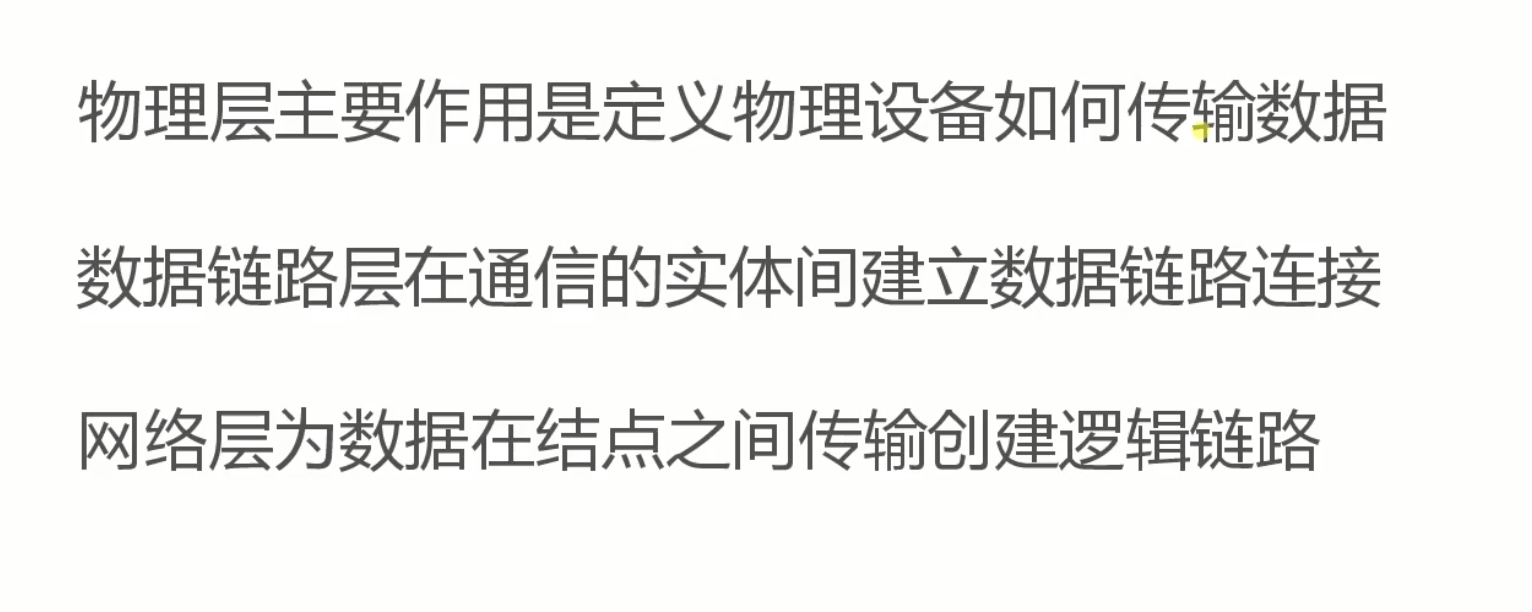 物理层主要作用是定义物理设备如何传输数据
数据链路层在通信的实体间建立数据链路连接
网络层为数据在结点之间传输创建逻辑链路